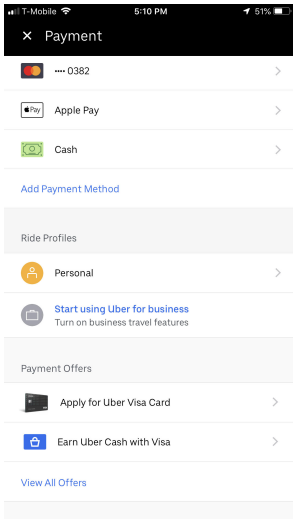 T-Mobile 5:10 PM 51%
× Payment
•••• 0382
Pay Apple Pay
Cash
Add Payment Method
Ride Profiles
Personal
Start using Uber for business
Turn on business travel features
Payment Offers
Apply for Uber Visa Card
Earn Uber Cash with Visa
View All Offers